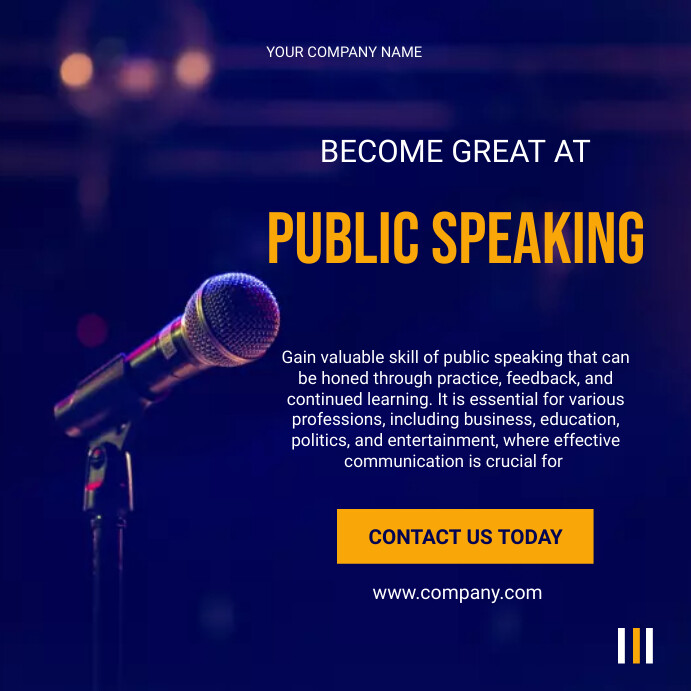 YOUR COMPANY NAME
BECOME GREAT AT
PUBLIC SPEAKING
Gain valuable skill of public speaking that can
be honed through practice, feedback, and
continued learning. It is essential for various
professions, including business, education,
politics, and entertainment, where effective
communication is crucial for
CONTACT US TODAY
www.company.com